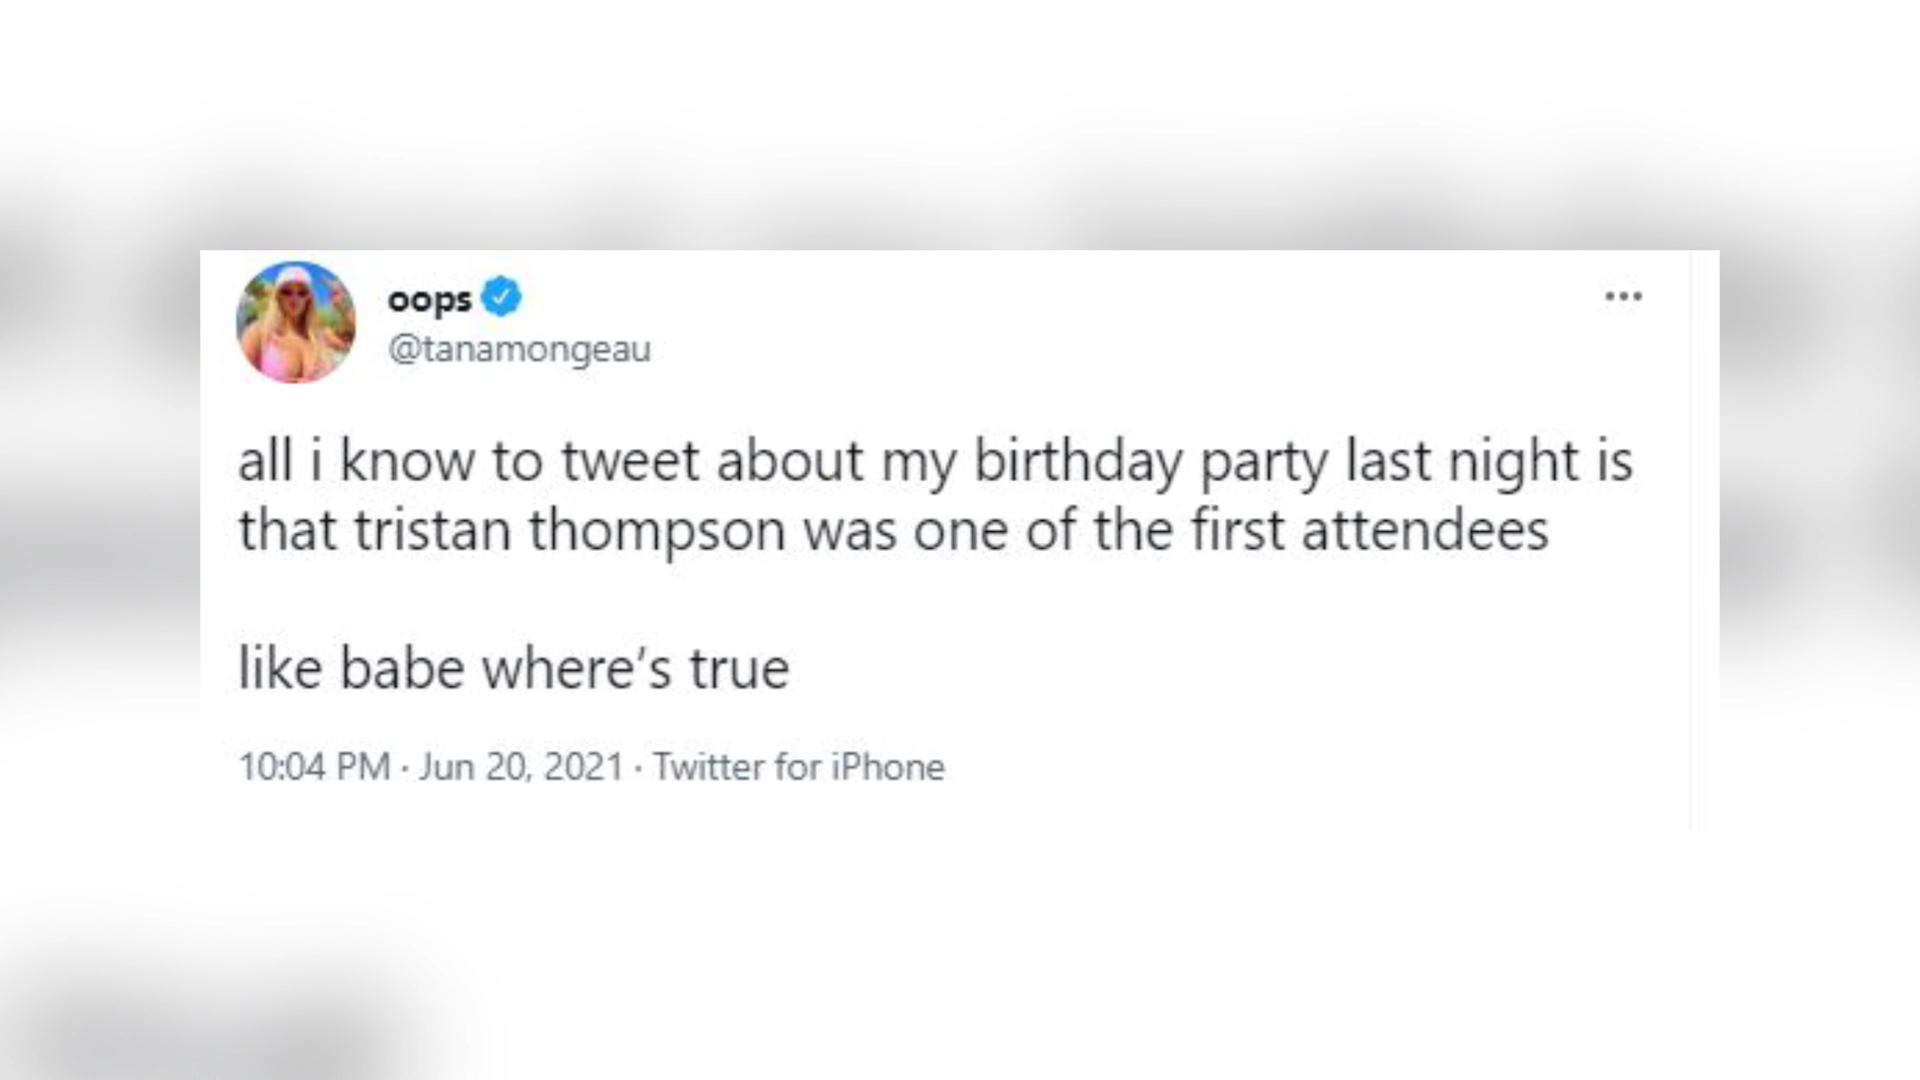 oops
@tanamongeau
all i know to tweet about my birthday party last night is
that tristan thompson was one of the first attendees
like babe where’s true
10:04 PM · Jun 20, 2021 · Twitter for iPhone